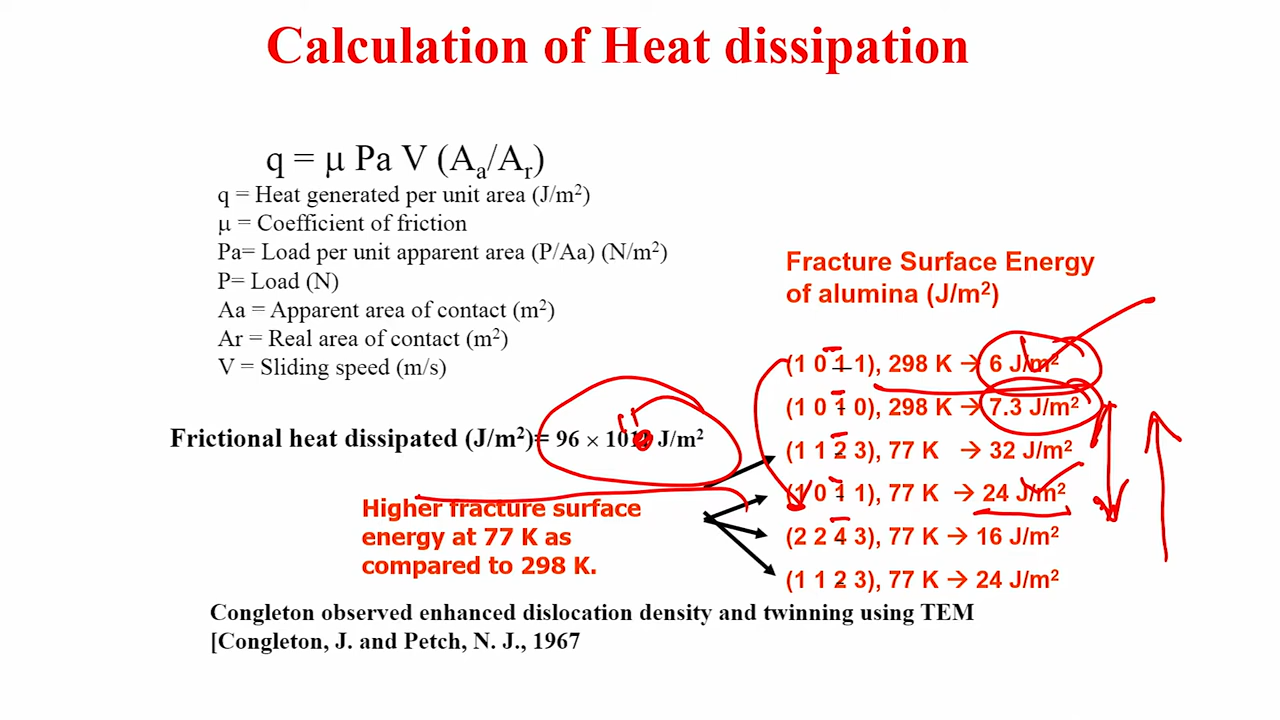 Calculation of Heat dissipation
q = μ Pa V (Aₐ/Aᵣ)
q = Heat generated per unit area (J/m²)
μ = Coefficient of friction
Pa= Load per unit apparent area (P/Aa) (N/m²)
P= Load (N)
Aa = Apparent area of contact (m²)
Ar = Real area of contact (m²)
V = Sliding speed (m/s)
Frictional heat dissipated (J/m²)= 96 × 10 J/m²
Higher fracture surface
energy at 77 K as
compared to 298 K.
Fracture Surface Energy
of alumina (J/m²)
(1 0 1̅ 1), 298 K → 6 J/m²
(1 0 1̅ 0), 298 K → 7.3 J/m²
(1 1 2̅ 3), 77 K → 32 J/m²
(1 0 1̅ 1), 77 K → 24 J/m²
(2 2 4̅ 3), 77 K → 16 J/m²
(1 1 2 3), 77 K → 24 J/m²
Congleton observed enhanced dislocation density and twinning using TEM
[Congleton, J. and Petch, N. J., 1967